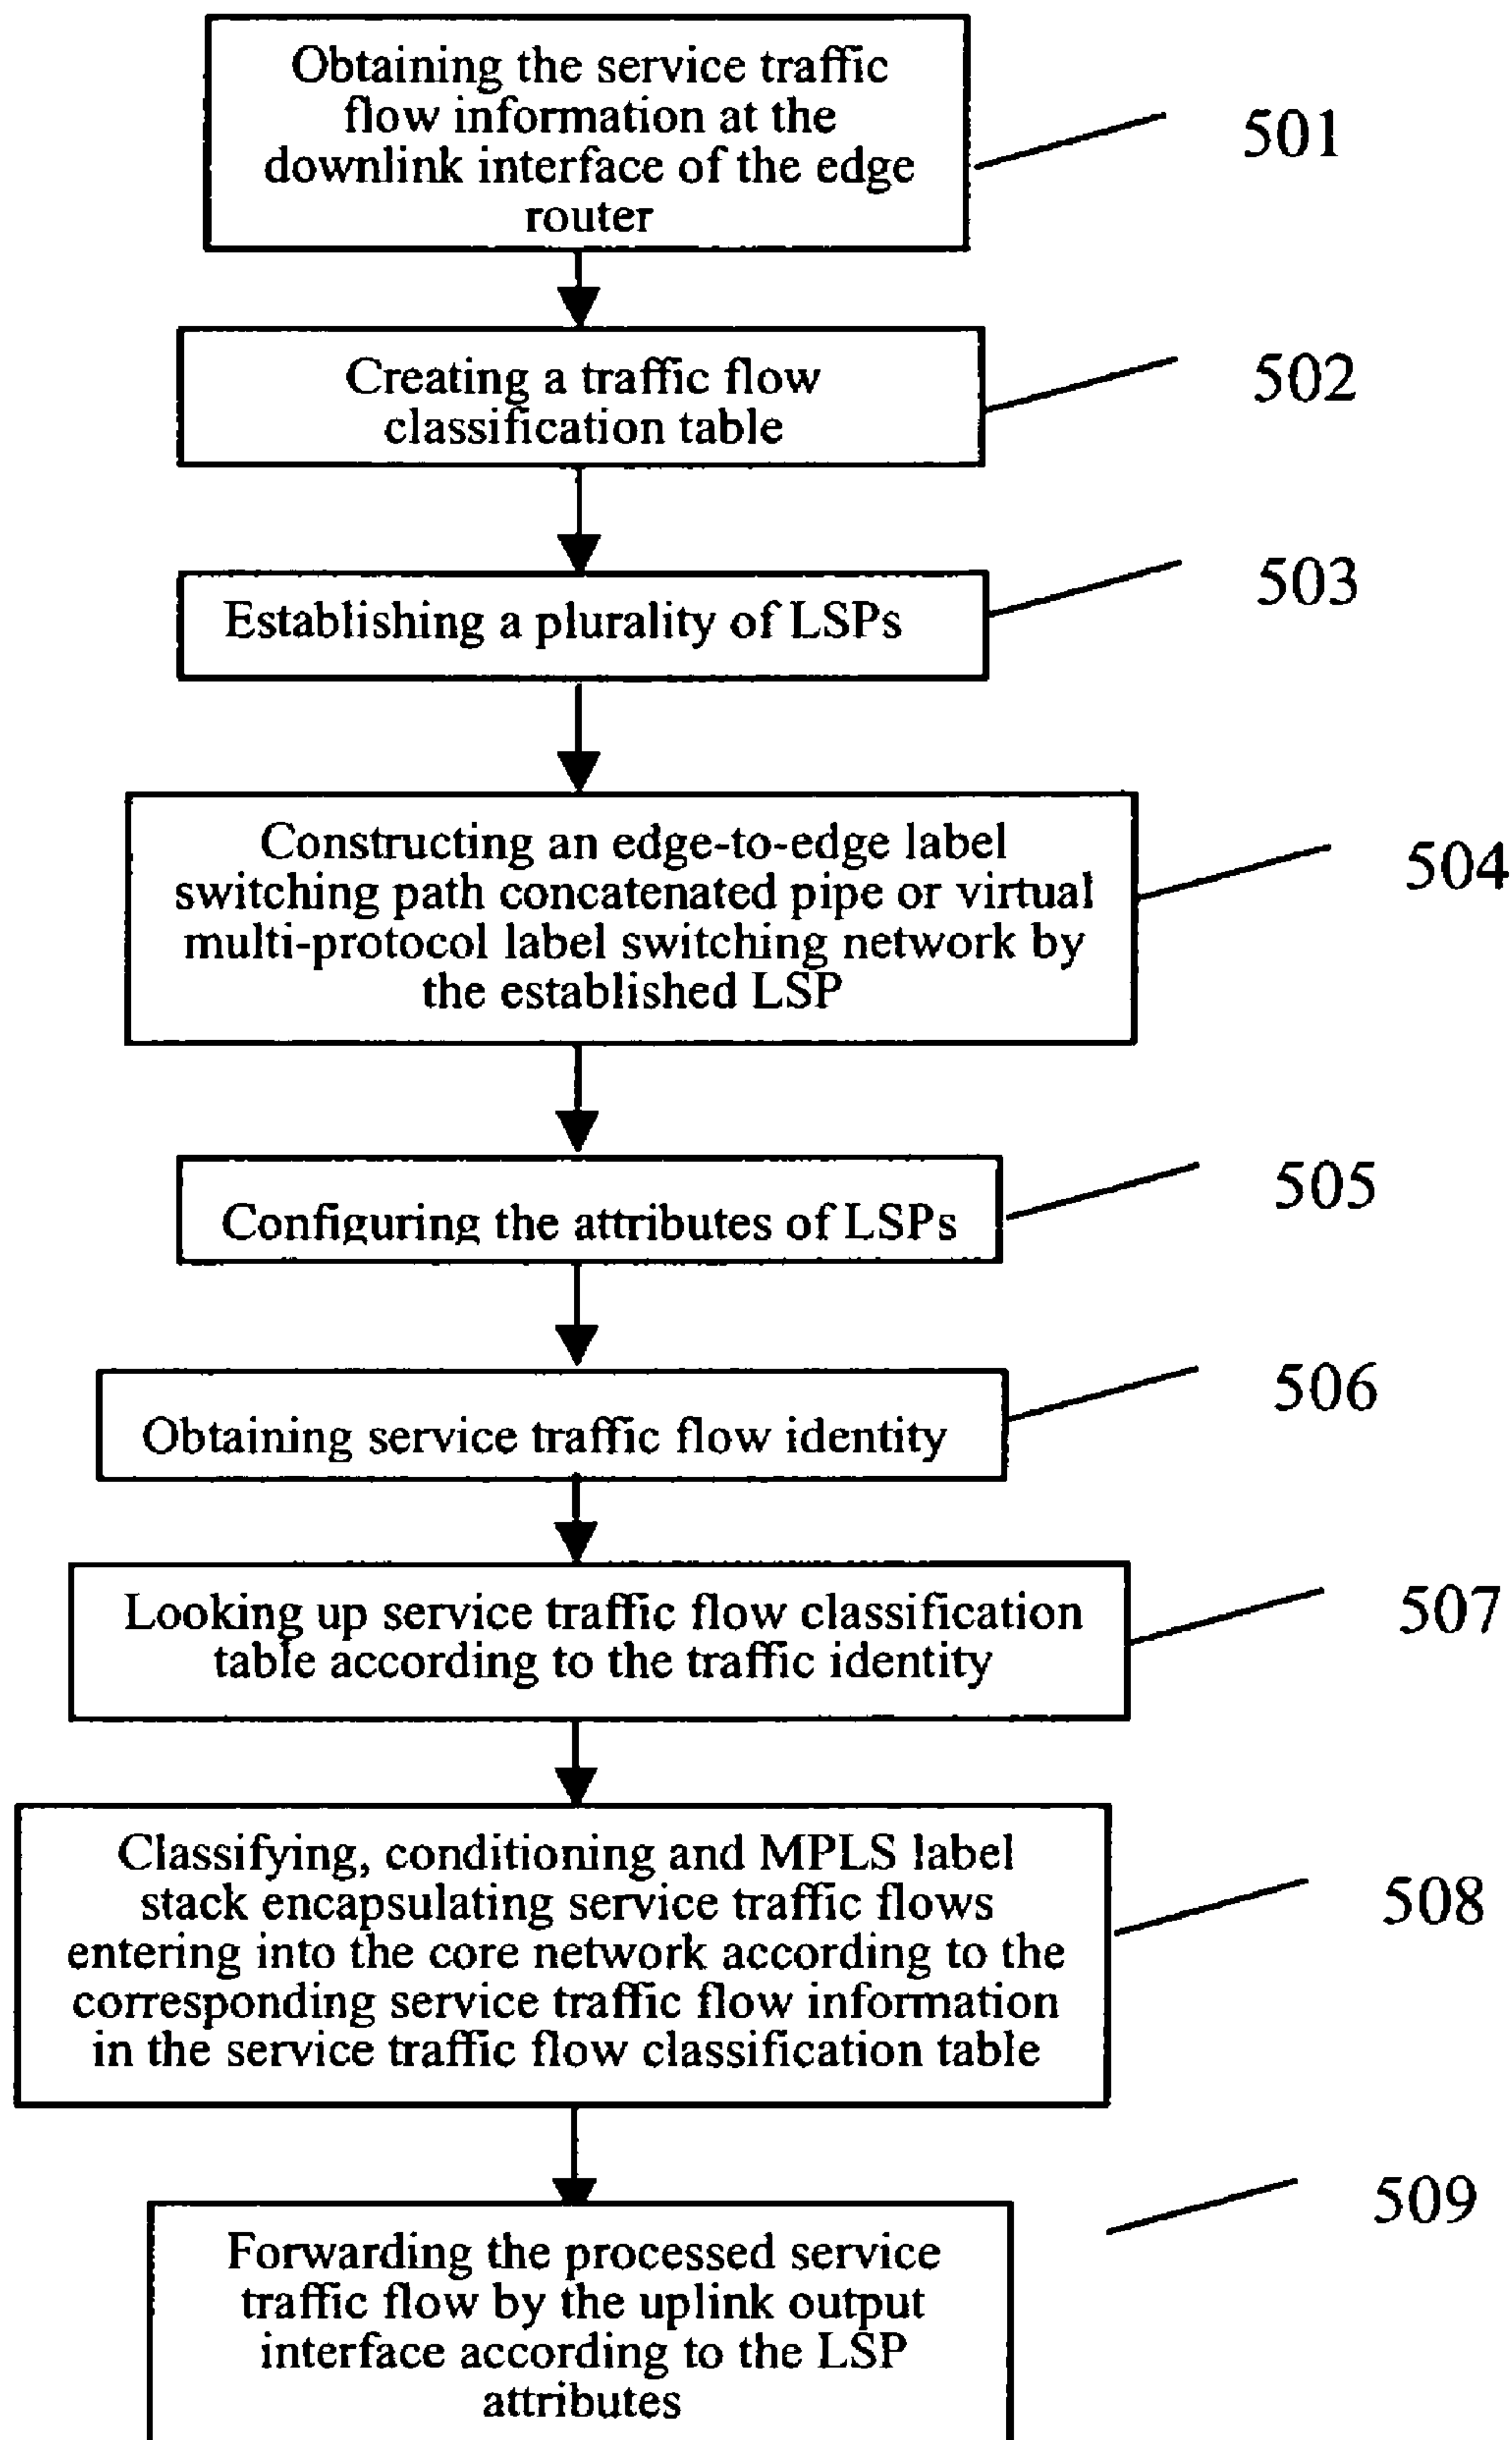 Obtaining the service traffic
flow information at the
downlink interface of the edge
router
501
Creating a traffic flow
classification table
502
Establishing a plurality of LSPs
503
Constructing an edge-to-edge label
switching path concatenated pipe or virtual
multi-protocol label switching network by
the established LSP
504
Configuring the attributes of LSPs
505
Obtaining service traffic flow identity
506
Looking up service traffic flow classification
table according to the traffic identity
507
Classifying, conditioning and MPLS label
stack encapsulating service traffic flows
entering into the core network according to the
corresponding service traffic flow information
in the service traffic flow classification table
508
Forwarding the processed service
traffic flow by the uplink output
interface according to the LSP
attributes
509